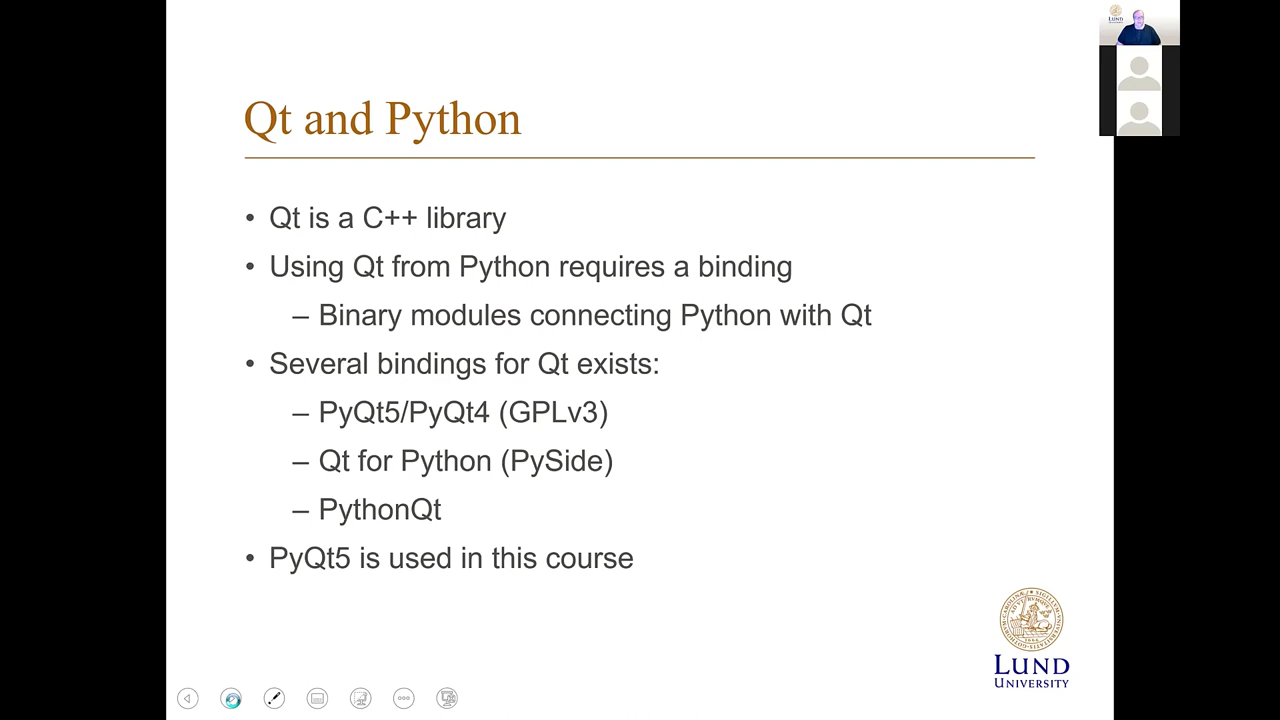 Qt and Python
• Qt is a C++ library
• Using Qt from Python requires a binding
– Binary modules connecting Python with Qt
• Several bindings for Qt exists:
– PyQt5/PyQt4 (GPLv3)
– Qt for Python (PySide)
– PythonQt
• PyQt5 is used in this course
LUND
UNIVERSITY
LUND